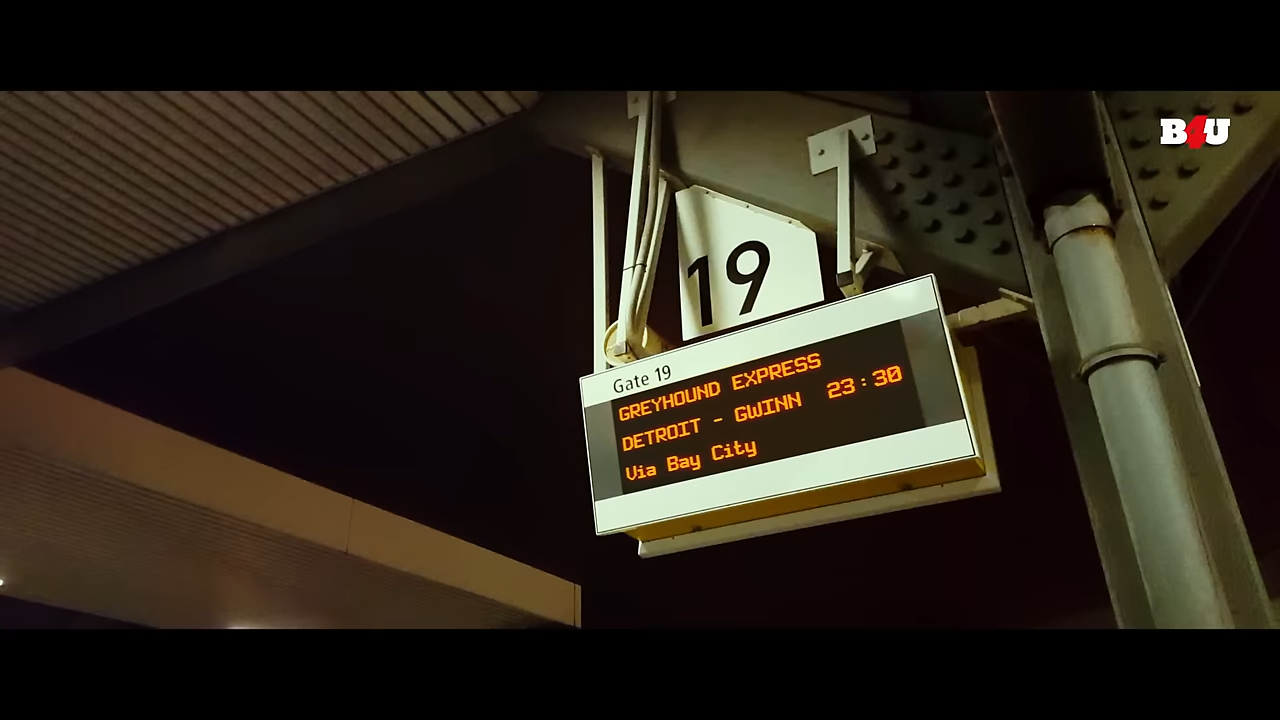 B4U
19
Gate 19
GREYHOUND EXPRESS
DETROIT - GWINN 23:30
Via Bay City